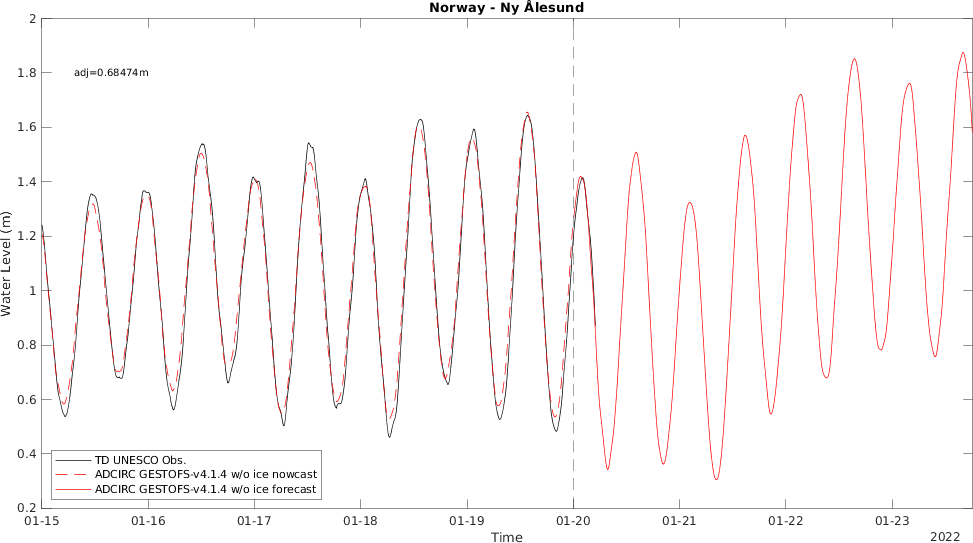 Norway - Ny Ålesund
2
1.8
1.6
1.4
1.2
1
0.8
0.6
0.4
0.2
Water Level (m)
adj=0.68474m
TD UNESCO Obs.
ADCIRC GESTOFS-v4.1.4 w/o ice nowcast
ADCIRC GESTOFS-v4.1.4 w/o ice forecast
01-15 01-16 01-17 01-18 01-19 01-20 01-21 01-22 01-23
Time
2022